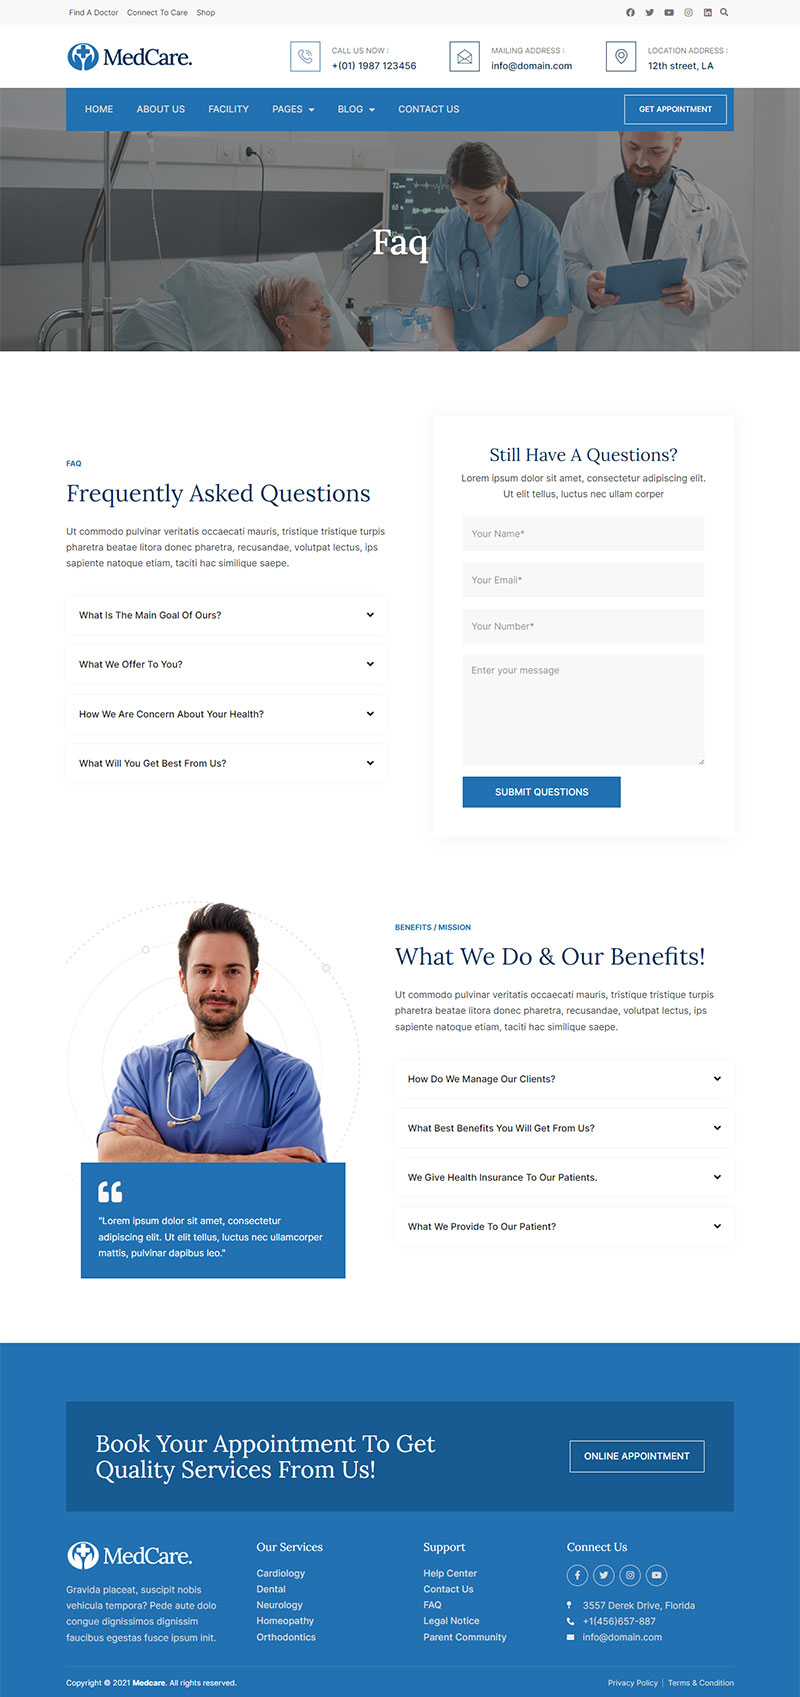 Find A Doctor Connect To Care Shop
MedCare.
CALL US NOW :
+(01) 1987 123456
MAILING ADDRESS :
info@domain.com
LOCATION ADDRESS :
12th street, LA
HOME ABOUT US FACILITY PAGES BLOG CONTACT US
GET APPOINTMENT
Faq
FAQ
Frequently Asked Questions
Ut commodo pulvinar veritatis occaecati mauris, tristique tristique turpis
pharetra beatae litora donec pharetra, recusandae, volutpat lectus, ips
sapiente natoque etiam, taciti hac similique saepe.
What Is The Main Goal Of Ours?
What We Offer To You?
How We Are Concern About Your Health?
What Will You Get Best From Us?
Still Have A Questions?
Lorem ipsum dolor sit amet, consectetur adipiscing elit.
Ut elit tellus, luctus nec ullam corper
Your Name*
Your Email*
Your Number*
Enter your message
SUBMIT QUESTIONS
"Lorem ipsum dolor sit amet, consectetur
adipiscing elit. Ut elit tellus, luctus nec ullamcorper
mattis, pulvinar dapibus leo."
BENEFITS / MISSION
What We Do & Our Benefits!
Ut commodo pulvinar veritatis occaecati mauris, tristique tristique turpis
pharetra beatae litora donec pharetra, recusandae, volutpat lectus, ips
sapiente natoque etiam, taciti hac similique saepe.
How Do We Manage Our Clients?
What Best Benefits You Will Get From Us?
We Give Health Insurance To Our Patients.
What We Provide To Our Patient?
Book Your Appointment To Get
Quality Services From Us!
ONLINE APPOINTMENT
MedCare.
Gravida placeat, suscipit nobis
vehicula tempora? Pede aute dolo
congue dignissimos dignissim
faucibus egestas fusce ipsum init.
Our Services
Cardiology
Dental
Neurology
Homeopathy
Orthodontics
Support
Help Center
Contact Us
FAQ
Legal Notice
Parent Community
Connect Us
3557 Derek Drive, Florida
+1(456)657-887
info@domain.com
Copyright © 2021 Medcare. All rights reserved.
Privacy Policy | Terms & Condition